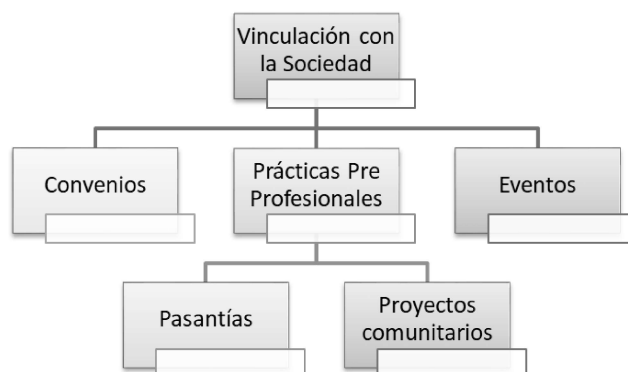 Vinculación con
la Sociedad
Convenios
Prácticas Pre
Profesionales
Eventos
Pasantías
Proyectos
comunitarios